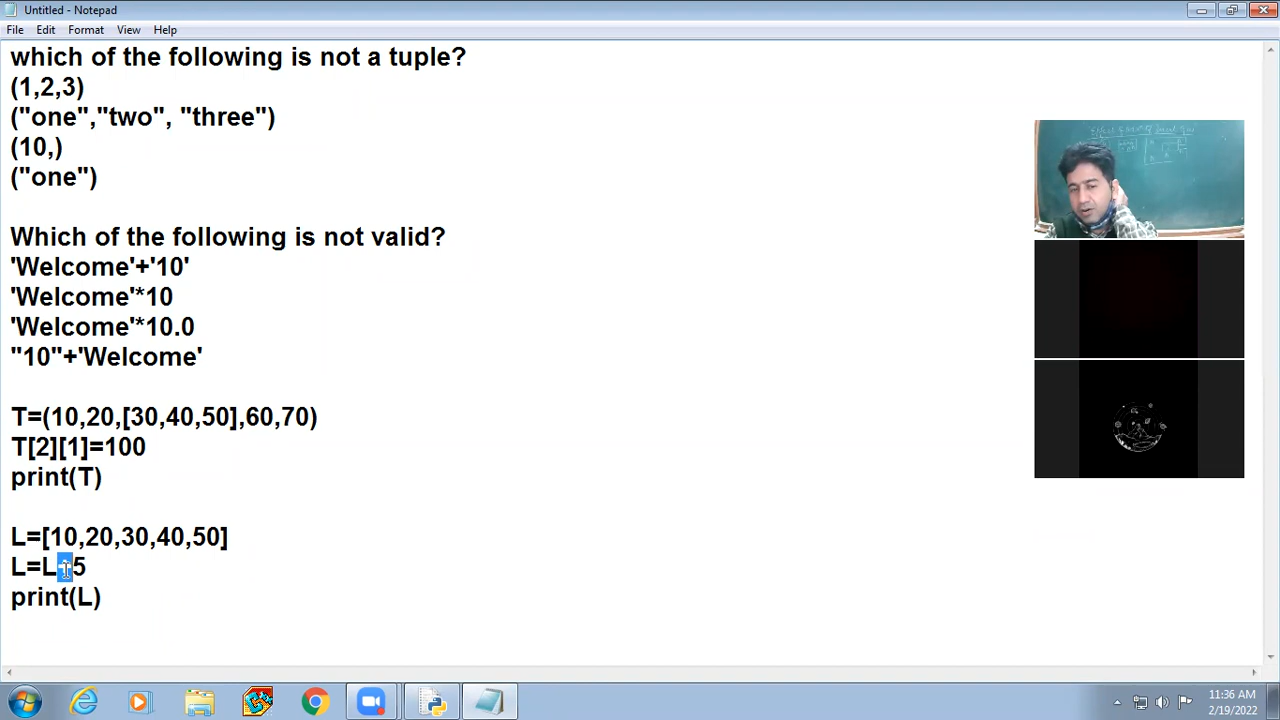 Untitled - Notepad
File Edit Format View Help
which of the following is not a tuple?
(1,2,3)
("one","two", "three")
(10,)
("one")
Which of the following is not valid?
'Welcome'+'10'
'Welcome'*10
'Welcome'*10.0
"10"+'Welcome'
T=(10,20,[30,40,50],60,70)
T[2][1]=100
print(T)
L=[10,20,30,40,50]
L=L+5
print(L)
11:36 AM
2/19/2022